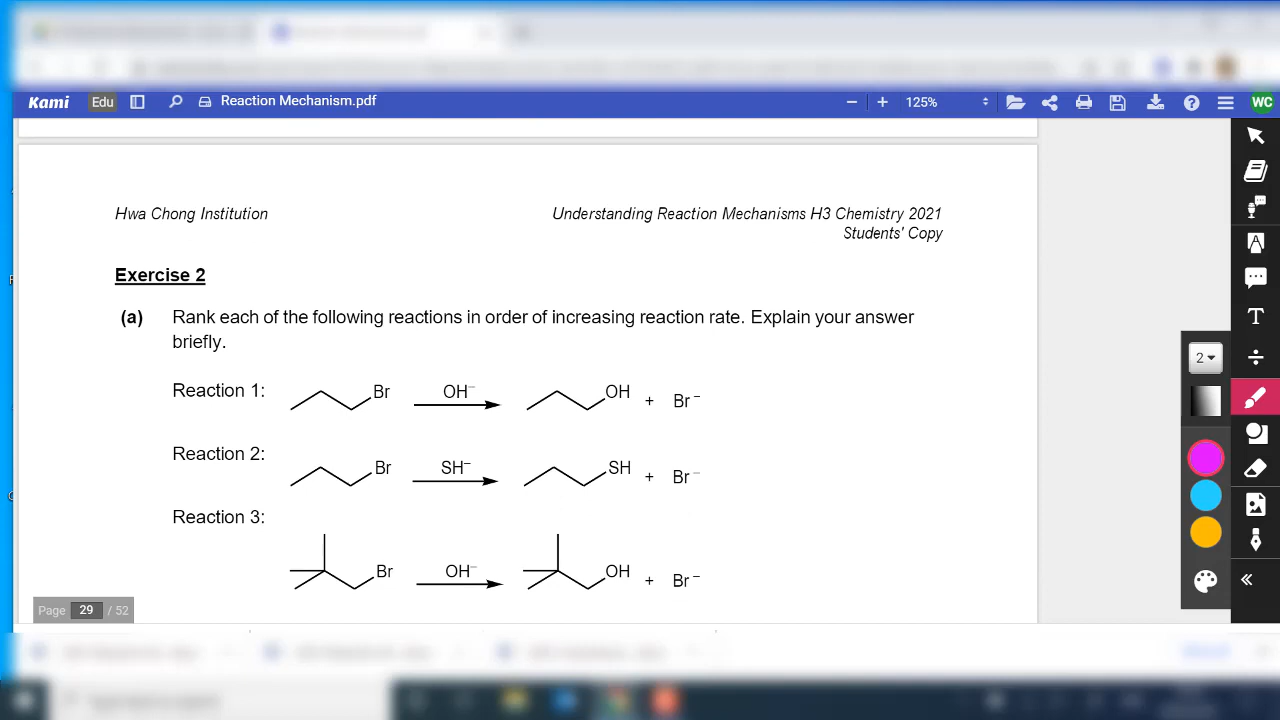 Kami Edu Reaction Mechanism.pdf 125% WC
Hwa Chong Institution Understanding Reaction Mechanisms H3 Chemistry 2021
Students' Copy
Exercise 2
(a) Rank each of the following reactions in order of increasing reaction rate. Explain your answer
briefly.
Reaction 1: Br OH⁻ OH + Br⁻
Reaction 2: Br SH⁻ SH + Br⁻
Reaction 3:
Br OH⁻ OH + Br⁻
Page 29 / 52
2